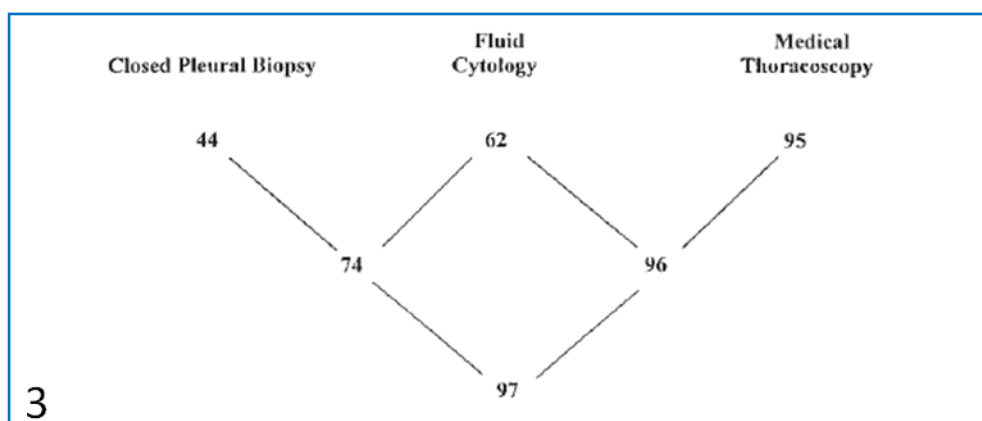 Closed Pleural Biopsy
Fluid
Cytology
Medical
Thoracoscopy
44
62
95
74
96
97
3